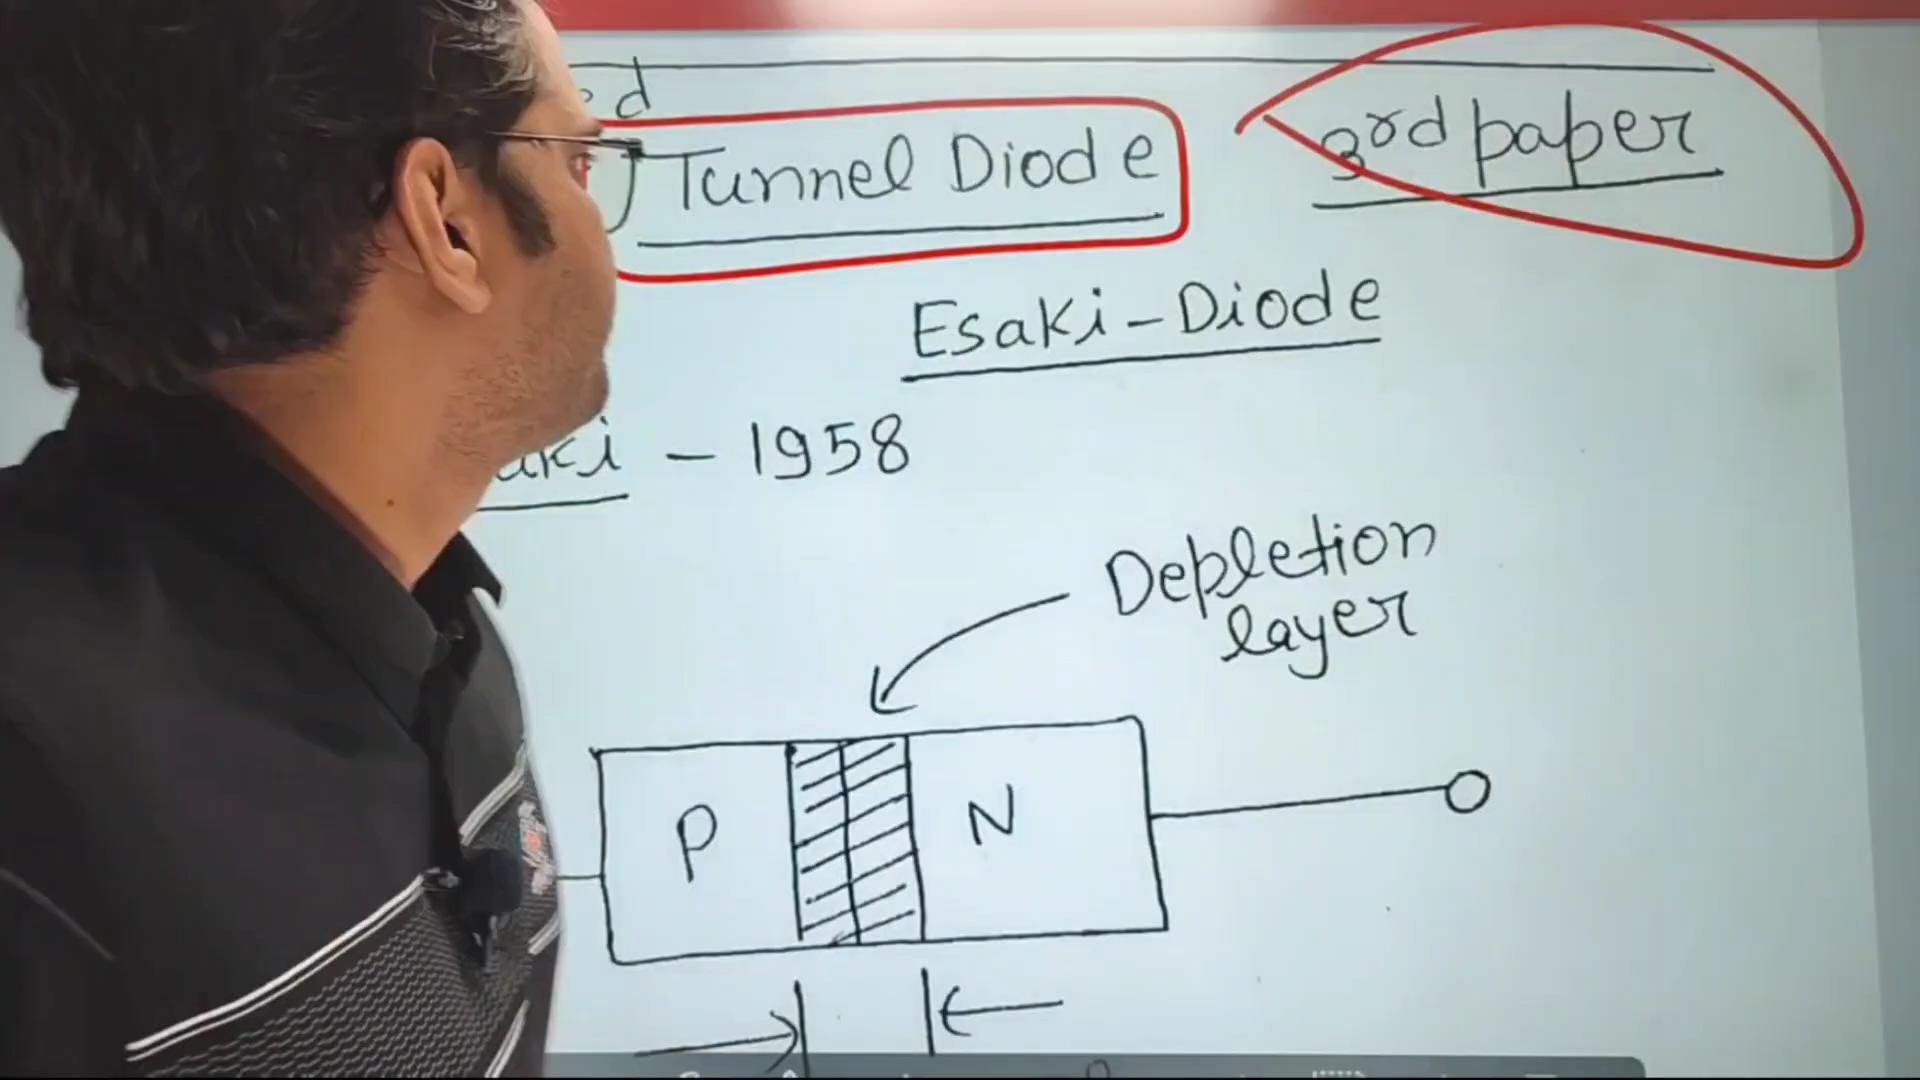 Tunnel Diode
3rd paper
Esaki-Diode
- 1958
Depletion
layer
P
N